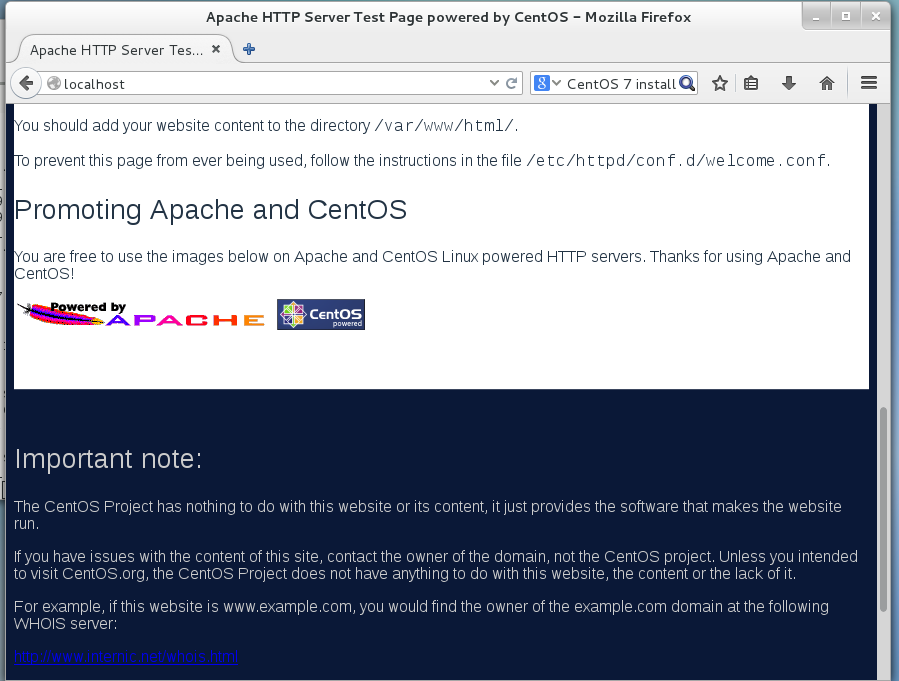 Apache HTTP Server Test Page powered by CentOS - Mozilla Firefox
Apache HTTP Server Tes...
localhost
8
CentOS 7 install
You should add your website content to the directory /var/www/html/.
To prevent this page from ever being used, follow the instructions in the file /etc/httpd/conf.d/welcome.conf.
Promoting Apache and CentOS
You are free to use the images below on Apache and CentOS Linux powered HTTP servers. Thanks for using Apache and
CentOS!
Powered by
APACHE
CentOS
powered
Important note:
The CentOS Project has nothing to do with this website or its content, it just provides the software that makes the website
run.
If you have issues with the content of this site, contact the owner of the domain, not the CentOS project. Unless you intended
to visit CentOS.org, the CentOS Project does not have anything to do with this website, the content or the lack of it.
For example, if this website is www.example.com, you would find the owner of the example.com domain at the following
WHOIS server:
http://www.internic.net/whois.html